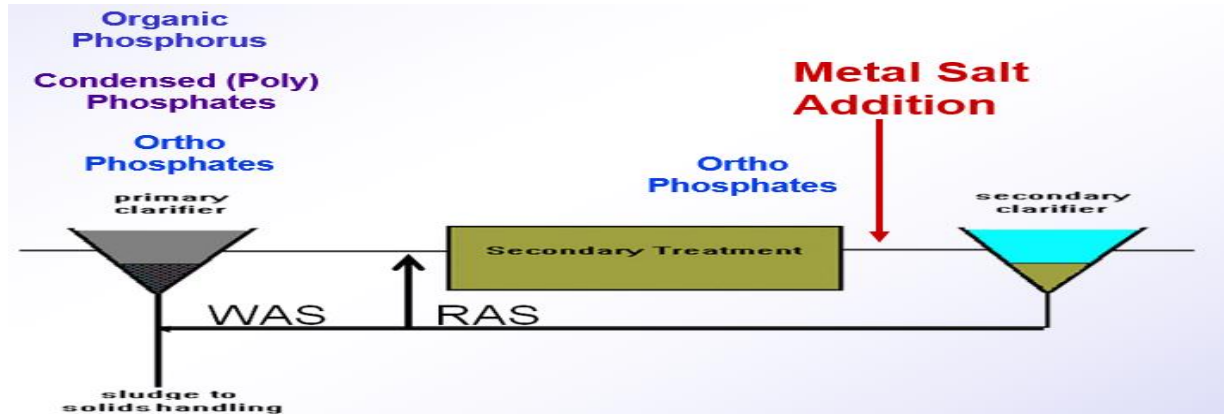 Organic
Phosphorus
Condensed (Poly)
Phosphates
Ortho
Phosphates
primary
clarifier
Metal Salt
Addition
Ortho
Phosphates
secondary
clarifier
Secondary Treatment
WAS
RAS
sludge to
solids handling